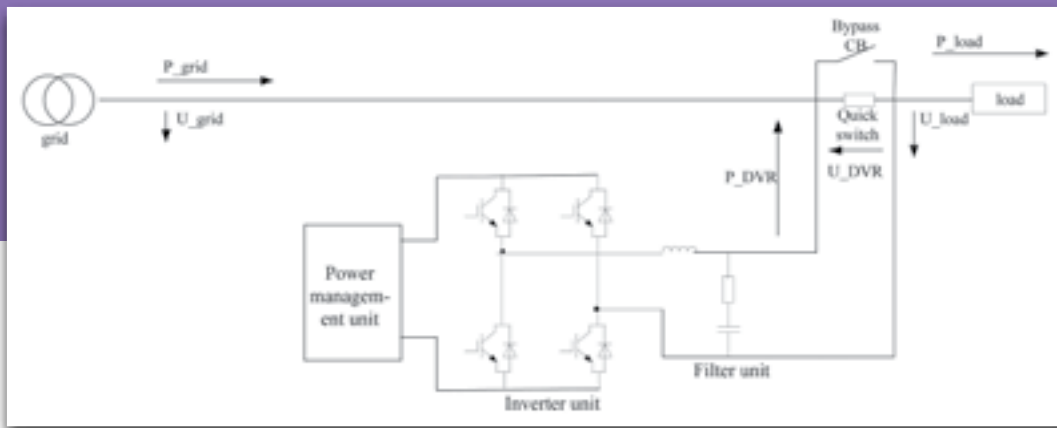 Bypass
CB
P_load
P_grid
U_grid
grid
load
Quick
switch
U_load
U_DVR
P_DVR
Power
managem-
ent unit
Filter unit
Inverter unit